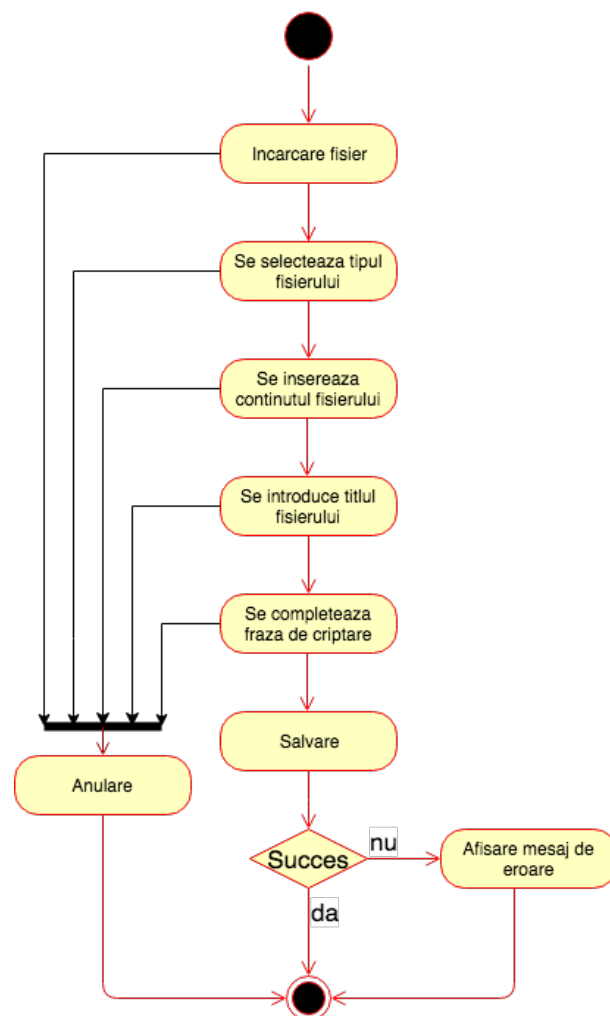 Incarcare fisier
Se selecteaza tipul
fisierului
Se insereaza
continutul fisierului
Se introduce titlul
fisierului
Se completeaza
fraza de criptare
Salvare
Anulare
Succes
nu
Afisare mesaj de
eroare
da